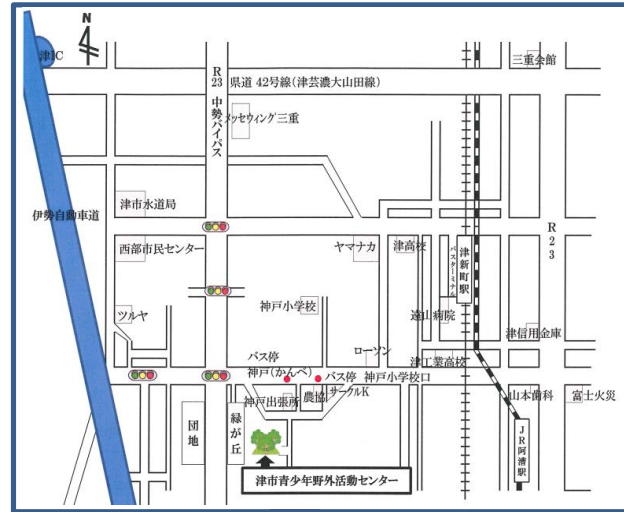 N
津IC
三重会館
県道 42号線（津芸濃大山田線）
R23 中勢バイパス
メッセウィング三重
津市水道局
伊勢自動車道
西部市民センター
ヤマナカ
津高校
津新町駅
バスターミナル
R23
ツルヤ
神戸小学校
遠山病院
津信用金庫
バス停
神戸（かんべ）
ローソン
津工業高校
バス停 神戸小学校口
サークルK
農協
神戸出張所
山本歯科
富士火災
団地
緑が丘
JR阿漕駅
津市青少年野外活動センター